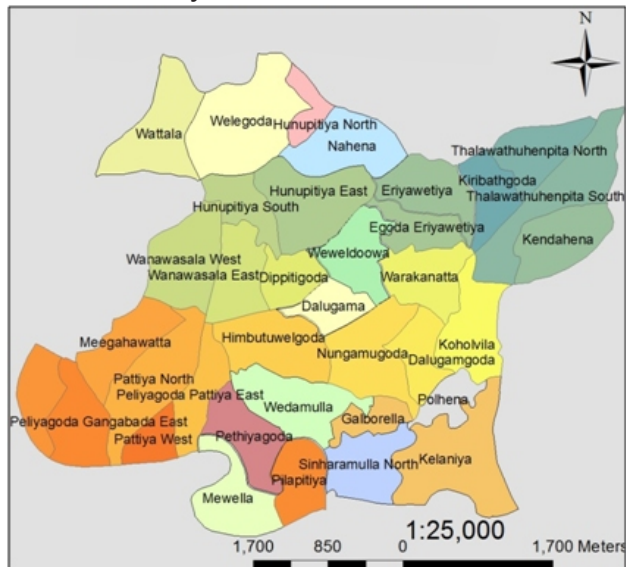 N
Wattala
Welegoda
Hunupitiya North
Nahena
Thalawathuhenpita North
Kiribathgoda
Thalawathuhenpita South
Hunupitiya East
Eriyawetiya
Hunupitiya South
Egoda Eriyawetiya
Kendahena
Weweldoowa
Wanawasala West
Wanawasala East
Dippitigoda
Warakanatta
Dalugama
Meegahawatta
Himbutuwelgoda
Koholvila
Nungamugoda
Dalugamgoda
Pattiya North
Peliyagoda Pattiya East
Wedamulla
Polhena
Peliyagoda Gangabada East
Galborella
Pattiya West
Pethiyagoda
Sinharamulla North
Kelaniya
Pilapitiya
Mewella
1:25,000
1,700 850 0 1,700 Meters